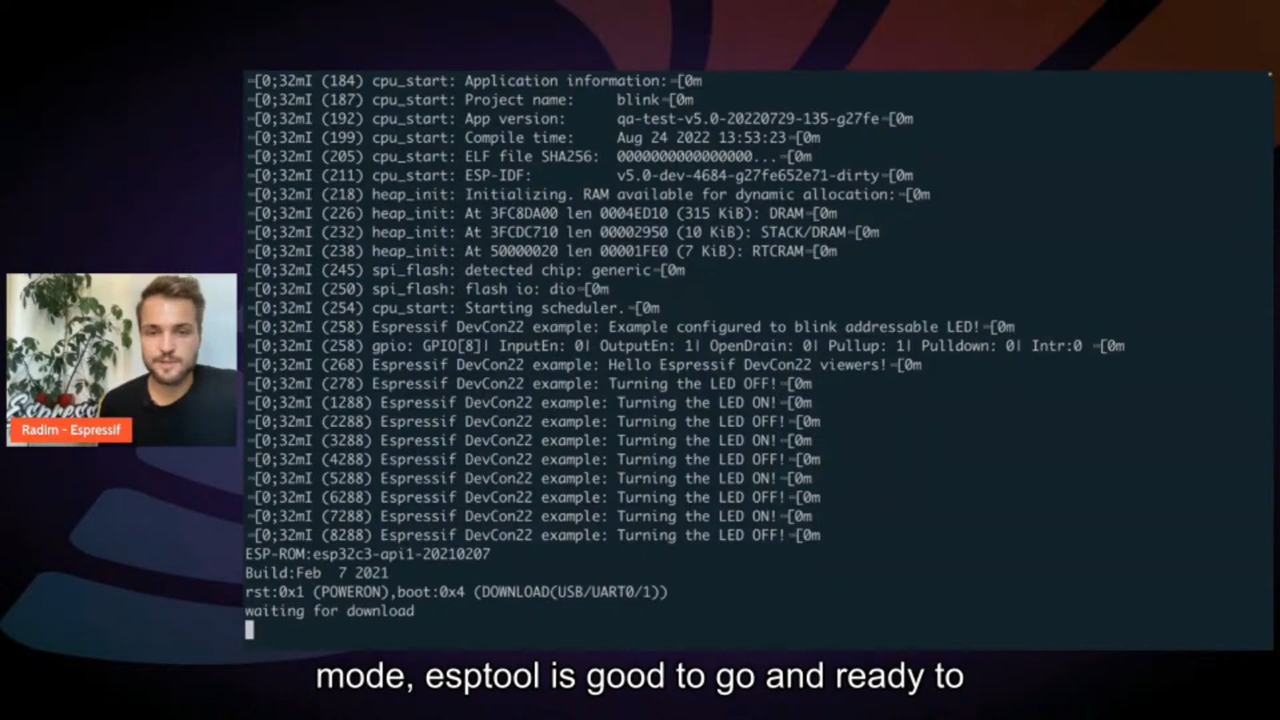 [0;32mI (184) cpu_start: Application information: [0m
[0;32mI (187) cpu_start: Project name:     blink [0m
[0;32mI (192) cpu_start: App version:      qa-test-v5.0-20220729-135-g27fe [0m
[0;32mI (199) cpu_start: Compile time:     Aug 24 2022 13:53:23 [0m
[0;32mI (205) cpu_start: ELF file SHA256:  0000000000000000... [0m
[0;32mI (211) cpu_start: ESP-IDF:          v5.0-dev-4684-g27fe652e71-dirty [0m
[0;32mI (218) heap_init: Initializing. RAM available for dynamic allocation: [0m
[0;32mI (226) heap_init: At 3FC8DA00 len 0004ED10 (315 KiB): DRAM [0m
[0;32mI (232) heap_init: At 3FCDC710 len 00002950 (10 KiB): STACK/DRAM [0m
[0;32mI (238) heap_init: At 50000020 len 00001FE0 (7 KiB): RTCRAM [0m
[0;32mI (245) spi_flash: detected chip: generic [0m
[0;32mI (250) spi_flash: flash io: dio [0m
[0;32mI (254) cpu_start: Starting scheduler. [0m
[0;32mI (258) Espressif DevCon22 example: Example configured to blink addressable LED! [0m
[0;32mI (258) gpio: GPIO[8]| InputEn: 0| OutputEn: 1| OpenDrain: 0| Pullup: 1| Pulldown: 0| Intr:0 [0m
[0;32mI (268) Espressif DevCon22 example: Hello Espressif DevCon22 viewers! [0m
[0;32mI (278) Espressif DevCon22 example: Turning the LED OFF! [0m
[0;32mI (1288) Espressif DevCon22 example: Turning the LED ON! [0m
[0;32mI (2288) Espressif DevCon22 example: Turning the LED OFF! [0m
[0;32mI (3288) Espressif DevCon22 example: Turning the LED ON! [0m
[0;32mI (4288) Espressif DevCon22 example: Turning the LED OFF! [0m
[0;32mI (5288) Espressif DevCon22 example: Turning the LED ON! [0m
[0;32mI (6288) Espressif DevCon22 example: Turning the LED OFF! [0m
[0;32mI (7288) Espressif DevCon22 example: Turning the LED ON! [0m
[0;32mI (8288) Espressif DevCon22 example: Turning the LED OFF! [0m
ESP-ROM:esp32c3-api1-20210207
Build:Feb  7 2021
rst:0x1 (POWERON),boot:0x4 (DOWNLOAD(USB/UART0/1))
waiting for download
Espress
Radim - Espressif
mode, esptool is good to go and ready to